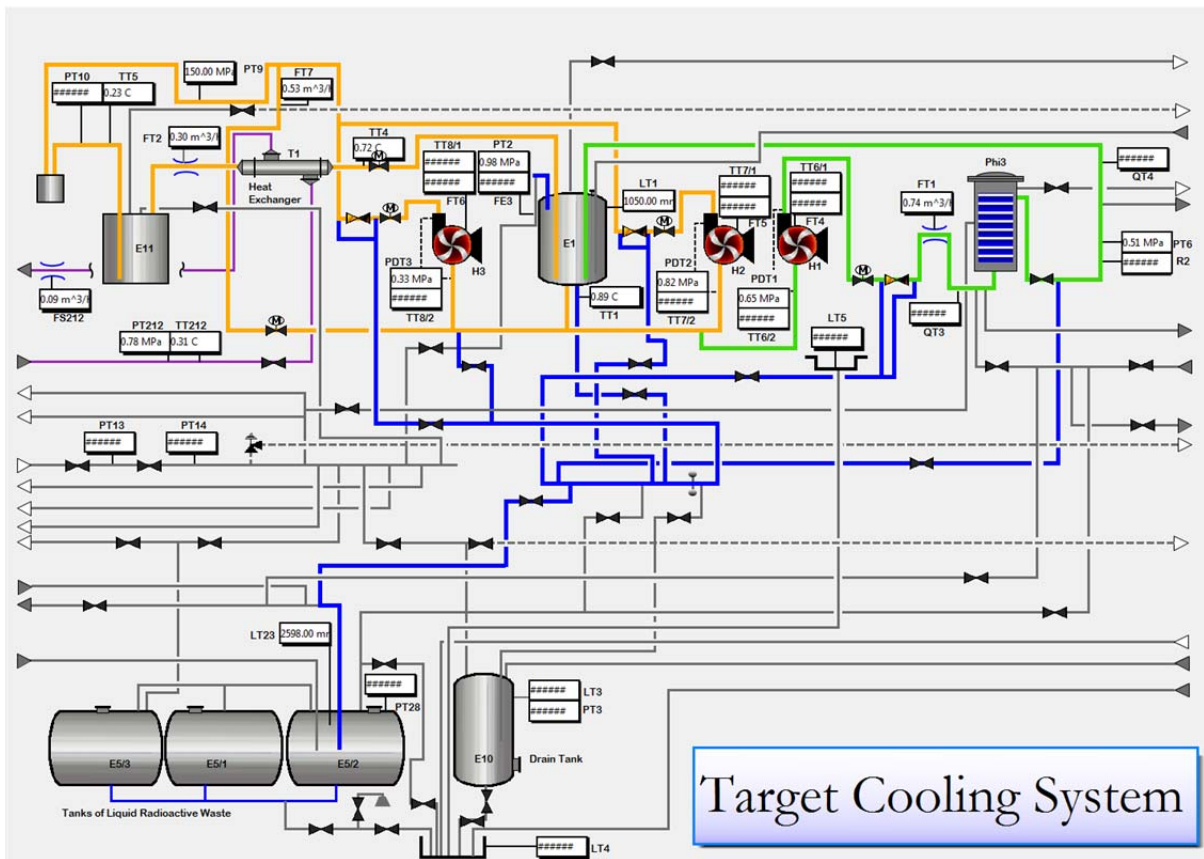 PT10 TT5
###### 0.23 C
150.00 MPa PT9
FT7
0.53 m^3/h
FT2
0.30 m^3/h
T1
Heat
Exchanger
TT4
0.72 C
M
TT8/1
######
######
FT6
PT2
0.98 MPa
######
FE3
LT1
1050.00 mm
M
M
TT7/1
######
######
FT5
TT6/1
######
######
FT4
FT1
0.74 m^3/h
Phi3
######
QT4
0.51 MPa PT6
###### R2
E11
E1
H3
H2
H1
PDT3
0.33 MPa
######
TT8/2
PDT2
0.82 MPa
######
TT7/2
PDT1
0.65 MPa
######
TT6/2
M
0.89 C
TT1
######
QT3
LT5
######
0.09 m^3/h
FS212
M
PT212 TT212
0.78 MPa 0.31 C
PT13
######
PT14
######
LT23 2598.00 mm
######
PT28
###### LT3
###### PT3
E5/3
E5/1
E5/2
E10
Drain Tank
Tanks of Liquid Radioactive Waste
###### LT4
Target Cooling System